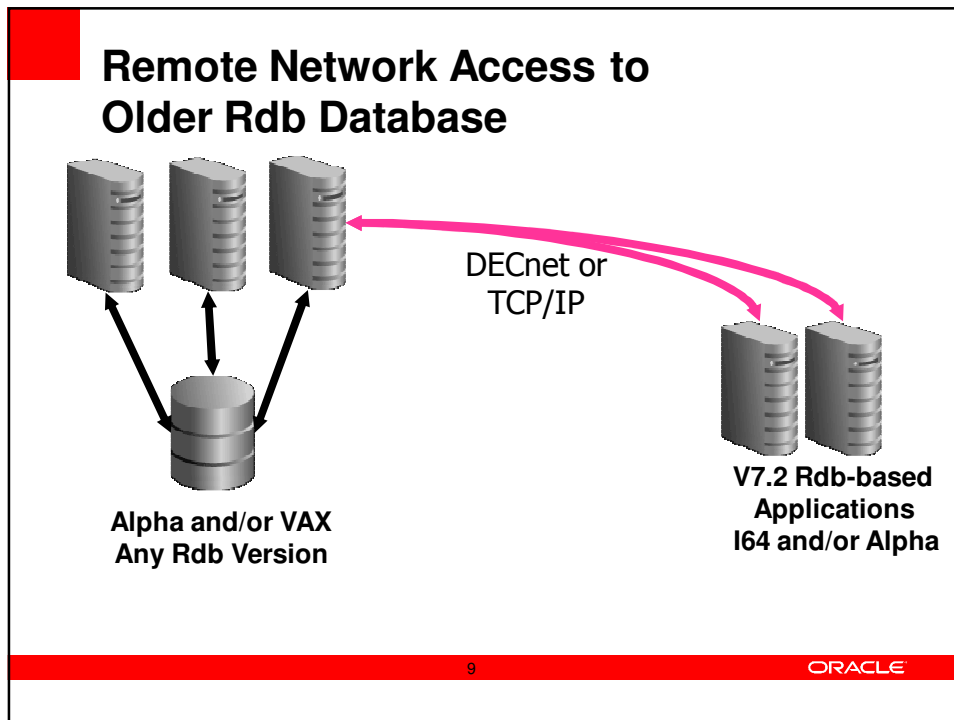 Remote Network Access to
Older Rdb Database
DECnet or
TCP/IP
V7.2 Rdb-based
Applications
I64 and/or Alpha
Alpha and/or VAX
Any Rdb Version
9
ORACLE